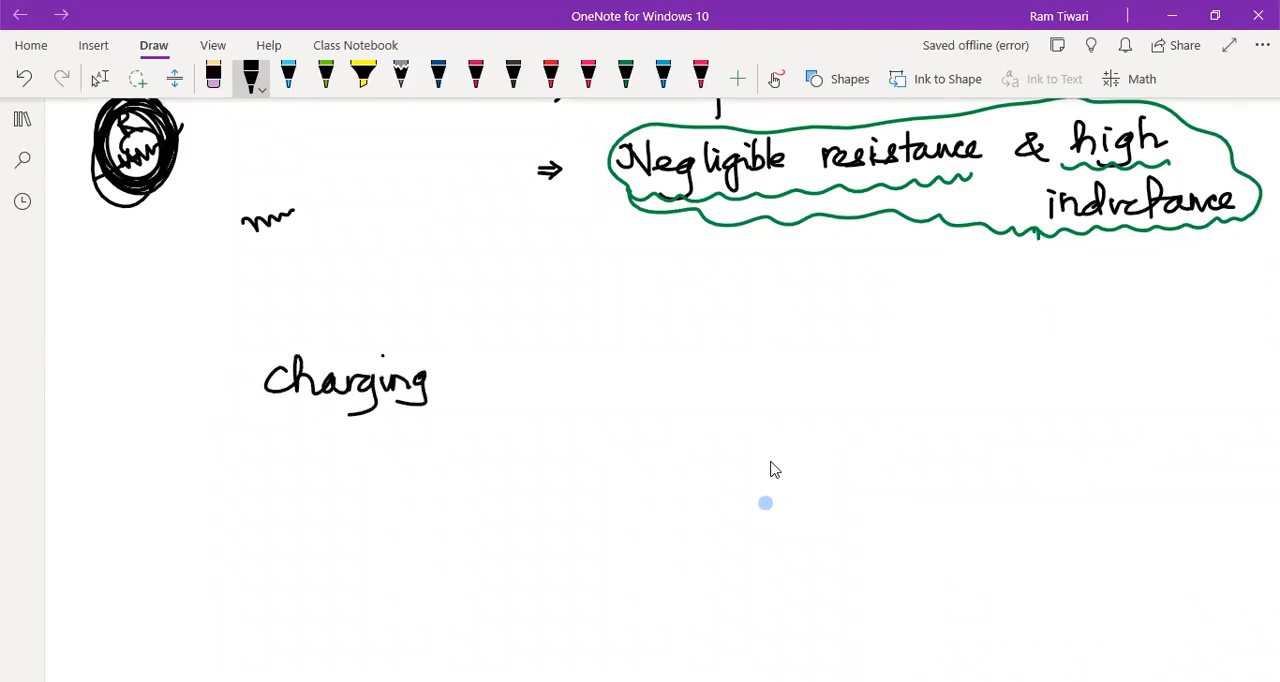 OneNote for Windows 10
Ram Tiwari
Home Insert Draw View Help Class Notebook
Saved offline (error) Share
Shapes Ink to Shape Ink to Text Math
⇒ Negligible resistance & high
inductance
charging